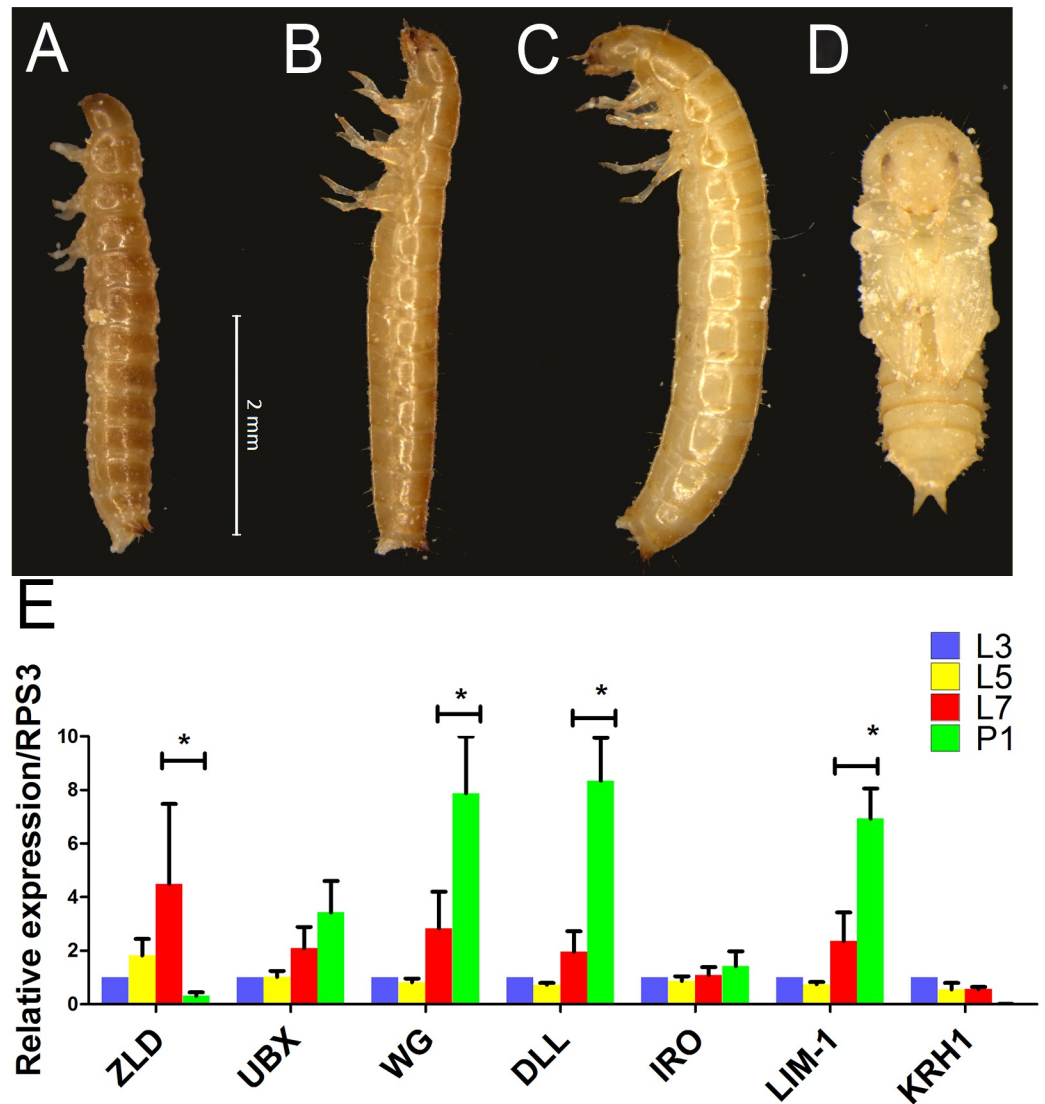 A B C D
2 mm
E
L3
L5
L7
P1
Relative expression/RPS3
* * * *
10
8
6
4
2
0
ZLD UBX WG DLL IRO LIM-1 KRH1